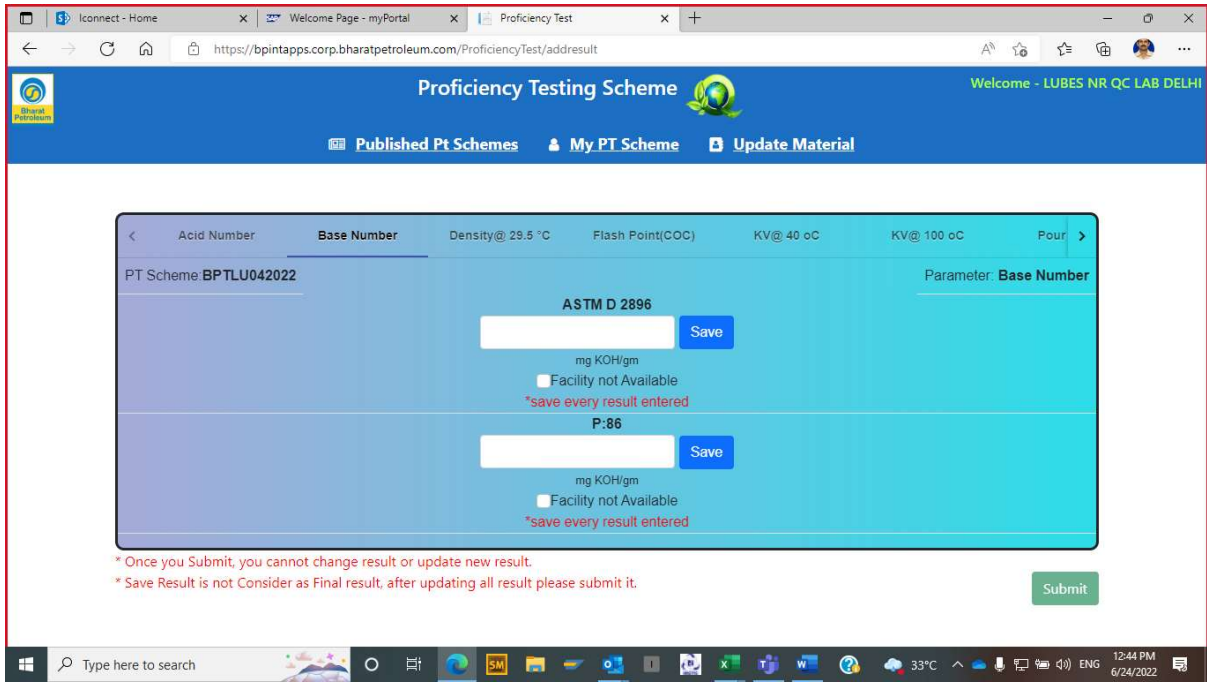 Iconnect - Home
Welcome Page - myPortal
Proficiency Test
https://bpintapps.corp.bharatpetroleum.com/ProficiencyTest/addresult
Bharat
Petroleum
Proficiency Testing Scheme
Welcome - LUBES NR QC LAB DELHI
Published Pt Schemes
My PT Scheme
Update Material
Acid Number
Base Number
Density@ 29.5 °C
Flash Point(COC)
KV@ 40 oC
KV@ 100 oC
Pour
PT Scheme:BPTLU042022
Parameter: Base Number
ASTM D 2896
Save
mg KOH/gm
Facility not Available
*save every result entered
P:86
Save
mg KOH/gm
Facility not Available
*save every result entered
* Once you Submit, you cannot change result or update new result.
* Save Result is not Consider as Final result, after updating all result please submit it.
Submit
Type here to search
33°C
ENG
12:44 PM
6/24/2022